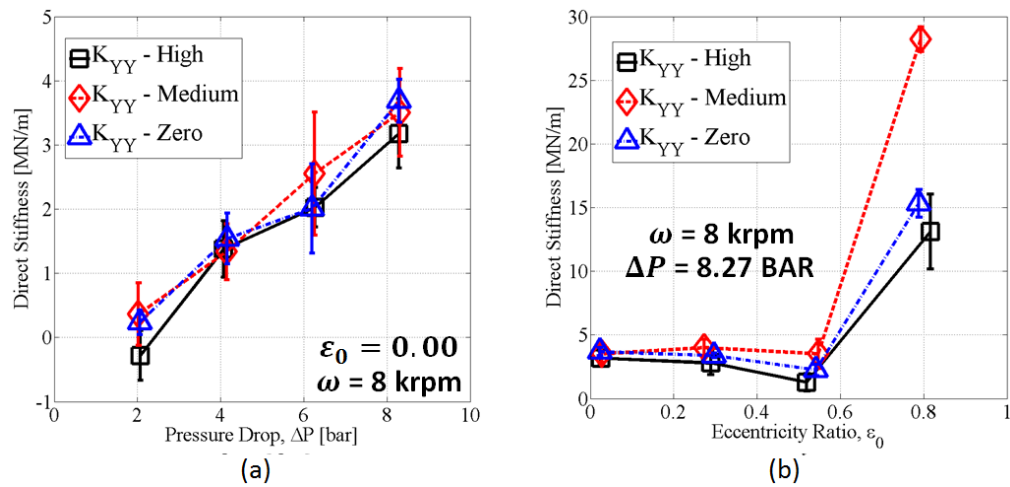 (a)
5
4
3
2
1
0
-1
Direct Stiffness [MN/m]
K_YY - High
K_YY - Medium
K_YY - Zero
ε₀ = 0.00
ω = 8 krpm
0 2 4 6 8 10
Pressure Drop, ΔP [bar]
(a)
30
25
20
15
10
5
0
Direct Stiffness [MN/m]
K_YY - High
K_YY - Medium
K_YY - Zero
ω = 8 krpm
ΔP = 8.27 BAR
0 0.2 0.4 0.6 0.8 1
Eccentricity Ratio, ε₀
(b)
(b)